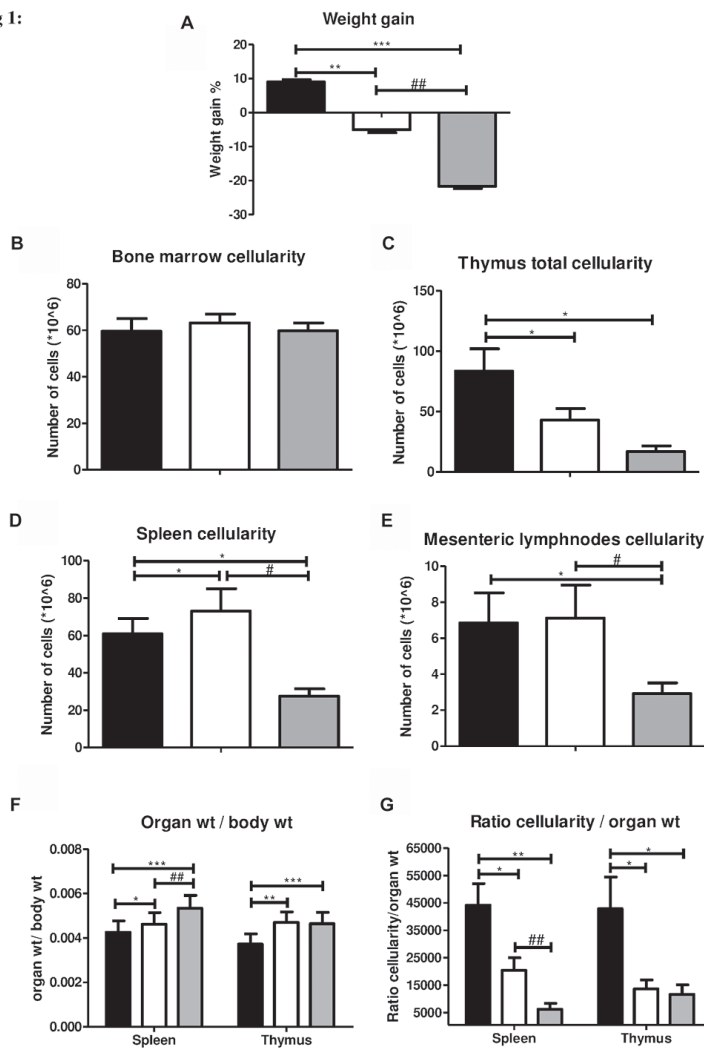 g 1:
A
Weight gain
Weight gain %
20
10
0
-10
-20
-30
***
**
##
B
Bone marrow cellularity
Number of cells (*10^6)
80
60
40
20
0
C
Thymus total cellularity
Number of cells (*10^6)
150
100
50
0
*
*
D
Spleen cellularity
Number of cells (*10^6)
100
80
60
40
20
0
*
*
#
E
Mesenteric lymphnodes cellularity
Number of cells (*10^6)
10
8
6
4
2
0
#
*
F
Organ wt / body wt
organ wt/ body wt
0.008
0.006
0.004
0.002
0.000
***
##
*
***
**
Spleen Thymus
G
Ratio cellularity / organ wt
Ratio cellularity/organ wt
65000
55000
45000
35000
25000
15000
5000
**
*
##
*
*
Spleen Thymus